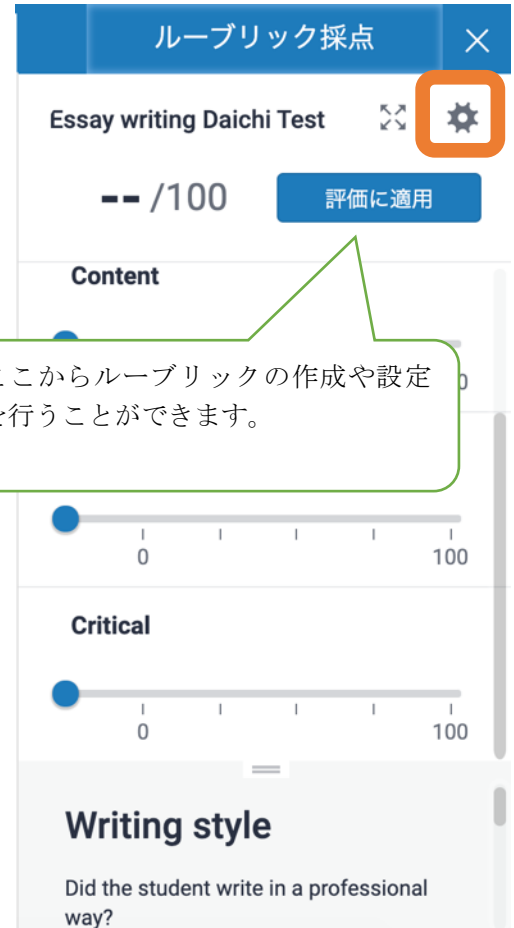 ルーブリック採点
Essay writing Daichi Test
-- /100
評価に適用
Content
ここからルーブリックの作成や設定
を行うことができます。
0
0 100
Critical
0 100
Writing style
Did the student write in a professional
way?